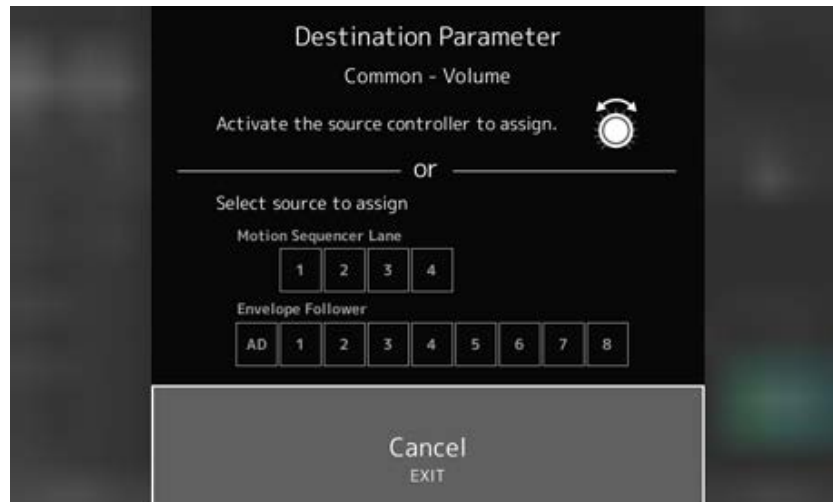 Destination Parameter
Common - Volume
Activate the source controller to assign.
or
Select source to assign
Motion Sequencer Lane
1 2 3 4
Envelope Follower
AD 1 2 3 4 5 6 7 8
Cancel
EXIT